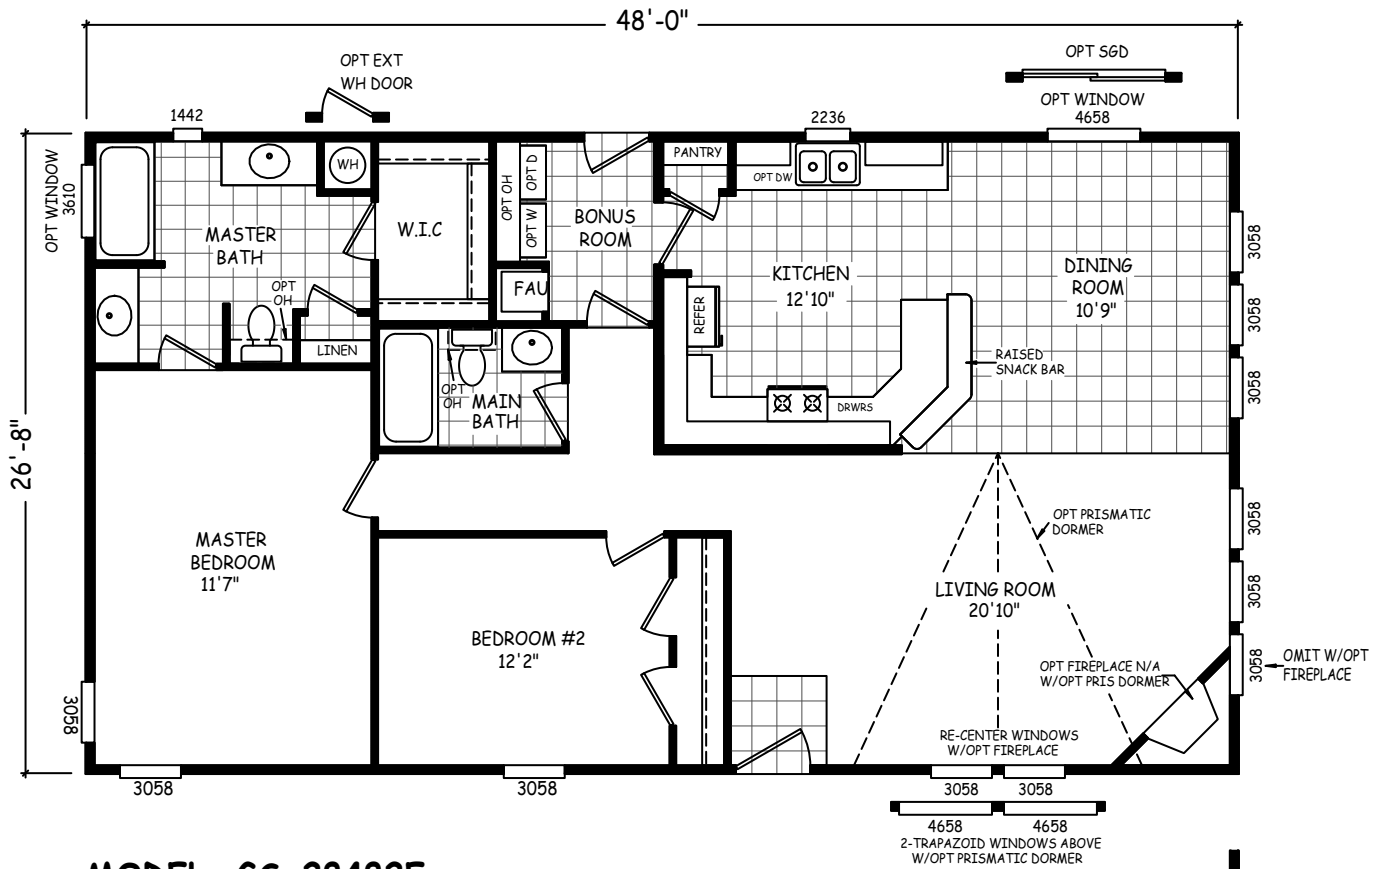 48'-0"
OPT EXT
WH DOOR
OPT SGD
OPT WINDOW
4658
1442
2236
OPT WINDOW
3610
26'-8"
WH
MASTER
BATH
OPT
OH
LINEN
W.I.C
OPT OH
OPT D
OPT W
FAU
BONUS
ROOM
PANTRY
OPT DW
KITCHEN
12'10"
REFER
DRWRS
DINING
ROOM
10'9"
RAISED
SNACK BAR
3058
3058
3058
OPT
OH
MAIN
BATH
MASTER
BEDROOM
11'7"
BEDROOM #2
12'2"
OPT PRISMATIC
DORMER
LIVING ROOM
20'10"
OPT FIREPLACE N/A
W/OPT PRIS DORMER
RE-CENTER WINDOWS
W/OPT FIREPLACE
3058
3058
3058
OMIT W/OPT
FIREPLACE
3058
3058
3058
3058
3058
4658
4658
2-TRAPAZOID WINDOWS ABOVE
W/OPT PRISMATIC DORMER